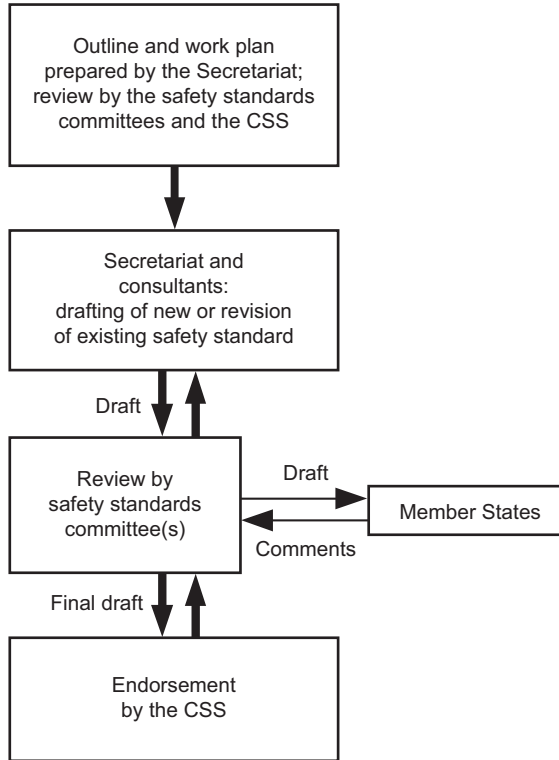 Outline and work plan
prepared by the Secretariat;
review by the safety standards
committees and the CSS
Secretariat and
consultants:
drafting of new or revision
of existing safety standard
Draft
Review by
safety standards
committee(s)
Draft
Member States
Comments
Final draft
Endorsement
by the CSS